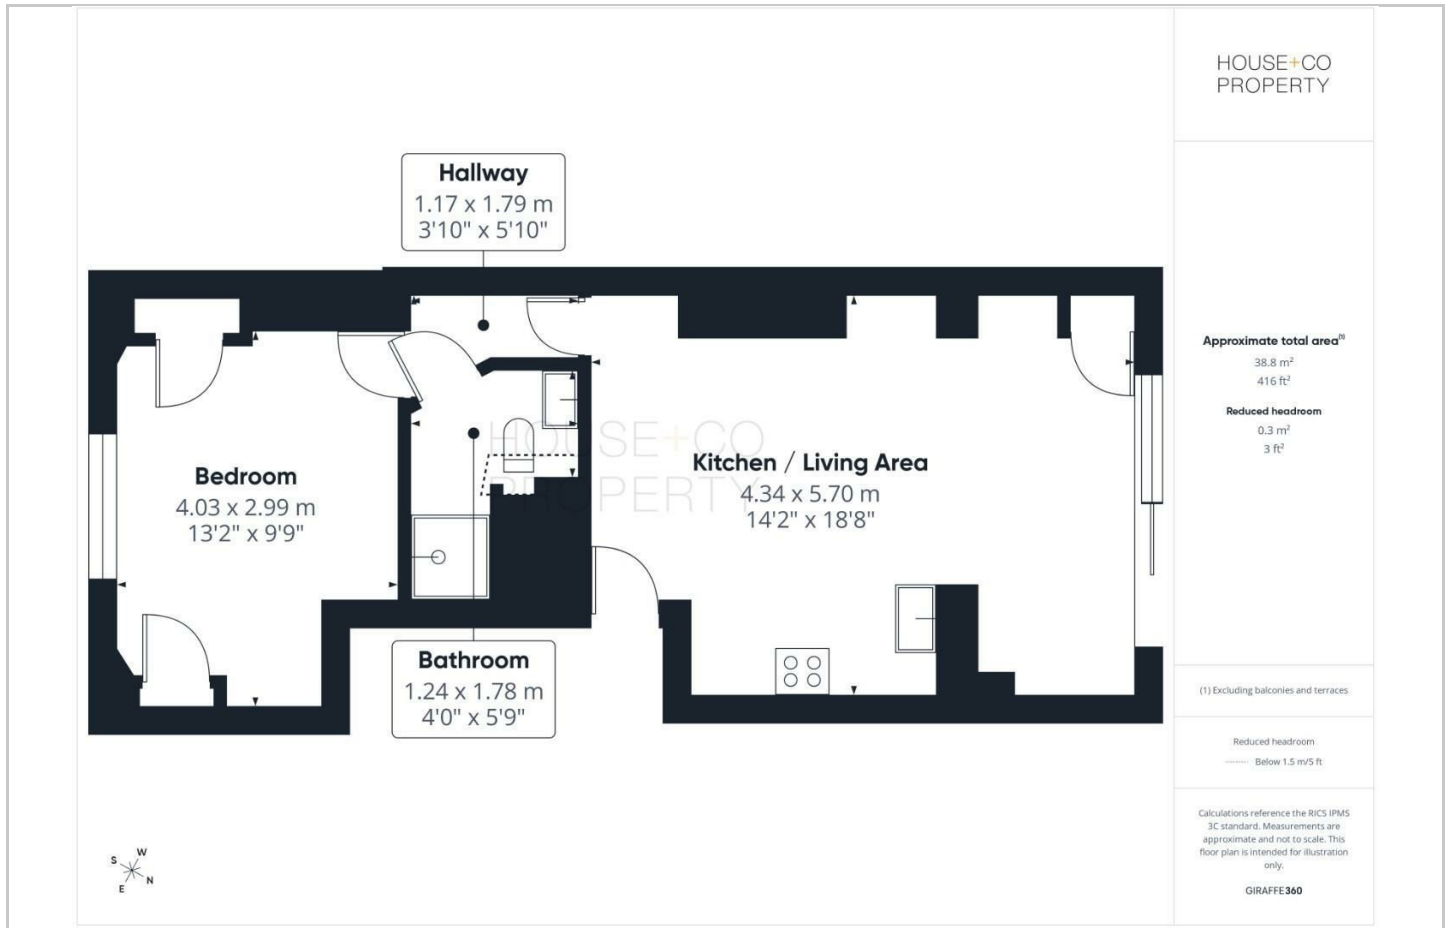 HOUSE+CO
PROPERTY
Hallway
1.17 x 1.79 m
3'10" x 5'10"
Bedroom
4.03 x 2.99 m
13'2" x 9'9"
HOUSE+CO
PROPERTY
Kitchen / Living Area
4.34 x 5.70 m
14'2" x 18'8"
Bathroom
1.24 x 1.78 m
4'0" x 5'9"
S W
E N
Approximate total area(1)
38.8 m²
416 ft²
Reduced headroom
0.3 m²
3 ft²
(1) Excluding balconies and terraces
Reduced headroom
Below 1.5 m/5 ft
Calculations reference the RICS IPMS
3C standard. Measurements are
approximate and not to scale. This
floor plan is intended for illustration
only.
GIRAFFE360